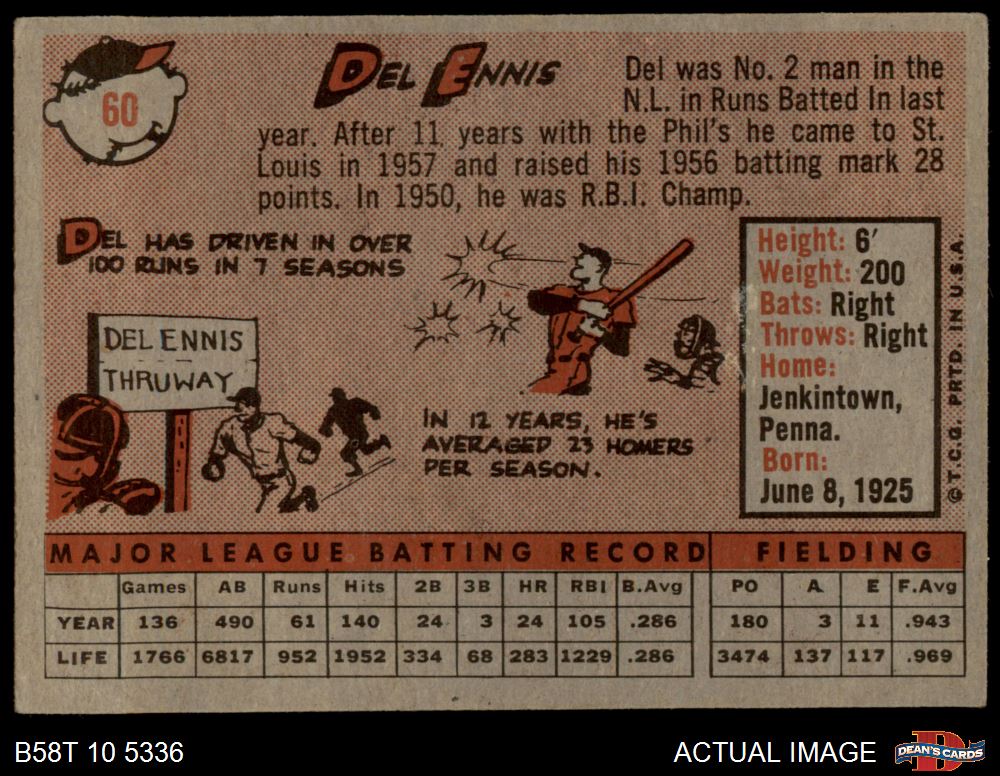 60
DEL ENNIS
Del was No. 2 man in the
N.L. in Runs Batted In last
year. After 11 years with the Phil's he came to St.
Louis in 1957 and raised his 1956 batting mark 28
points. In 1950, he was R.B.I. Champ.
DEL HAS DRIVEN IN OVER
100 RUNS IN 7 SEASONS
DEL ENNIS
THRUWAY
IN 12 YEARS, HE'S
AVERAGED 23 HOMERS
PER SEASON.
Height: 6'
Weight: 200
Bats: Right
Throws: Right
Home:
Jenkintown,
Penna.
Born:
June 8, 1925
© T.C.G. PRTD. IN U.S.A.
MAJOR LEAGUE BATTING RECORD FIELDING
Games AB Runs Hits 2B 3B HR RBI B.Avg PO A E F.Avg
YEAR 136 490 61 140 24 3 24 105 .286 180 3 11 .943
LIFE 1766 6817 952 1952 334 68 283 1229 .286 3474 137 117 .969
B58T 10 5336
ACTUAL IMAGE
DEAN'S CARDS